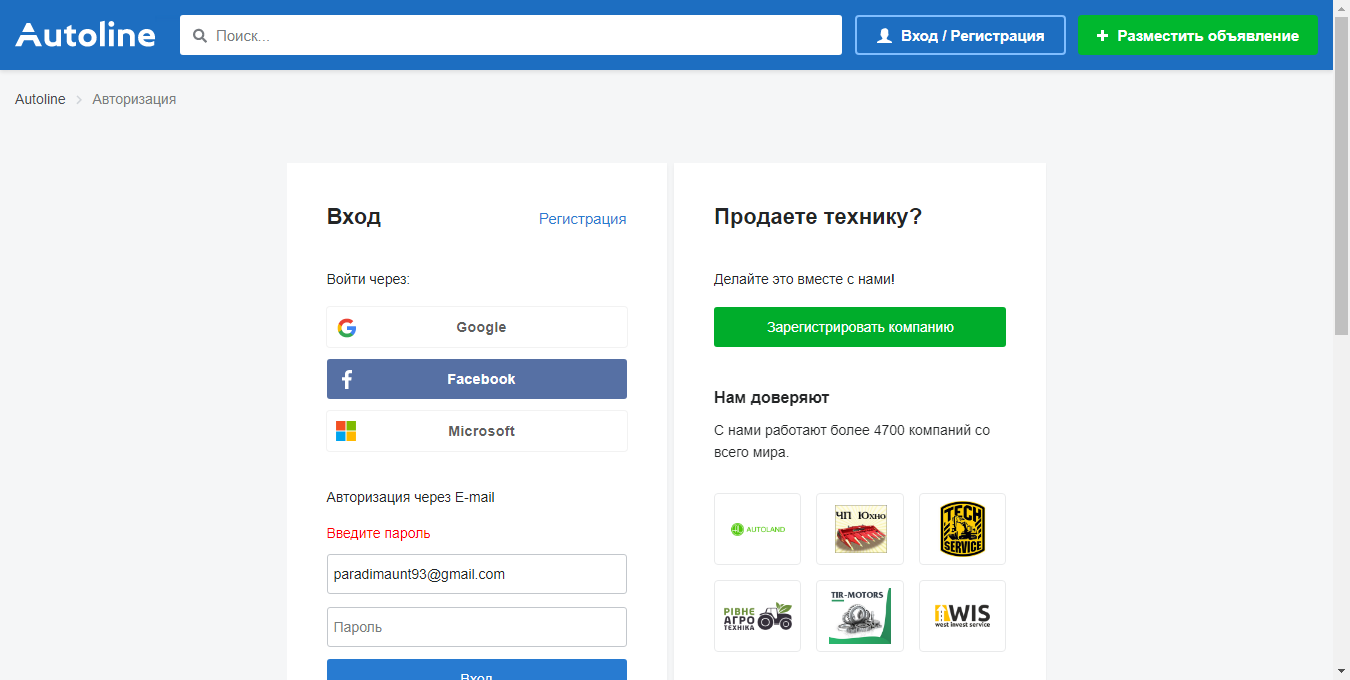 Autoline
Поиск...
Вход / Регистрация
Разместить объявление
Autoline
Авторизация
Вход
Регистрация
Войти через:
Google
Facebook
Microsoft
Авторизация через E-mail
Введите пароль
paradimaunt93@gmail.com
Пароль
Вход
Продаете технику?
Делайте это вместе с нами!
Зарегистрировать компанию
Нам доверяют
С нами работают более 4700 компаний со
всего мира.
AUTOLAND
ЧП Юхно
TECH
SERVICE
РІВНЕ
АГРО
ТЕХНІКА
TIR-MOTORS
WIS
west invest service